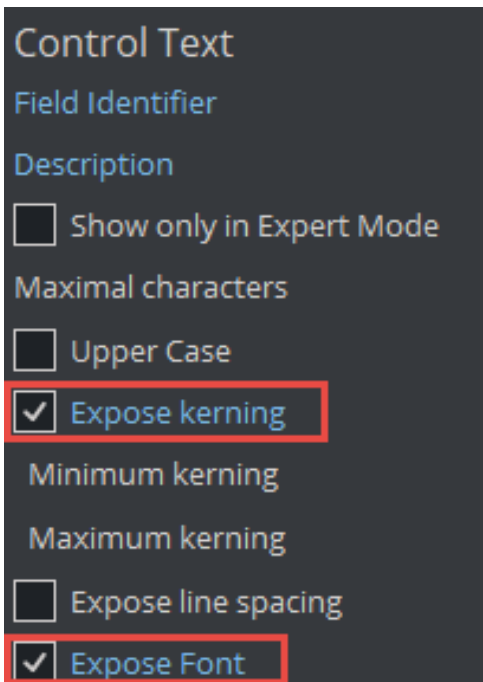 Control Text
Field Identifier
Description
Show only in Expert Mode
Maximal characters
Upper Case
Expose kerning
Minimum kerning
Maximum kerning
Expose line spacing
Expose Font